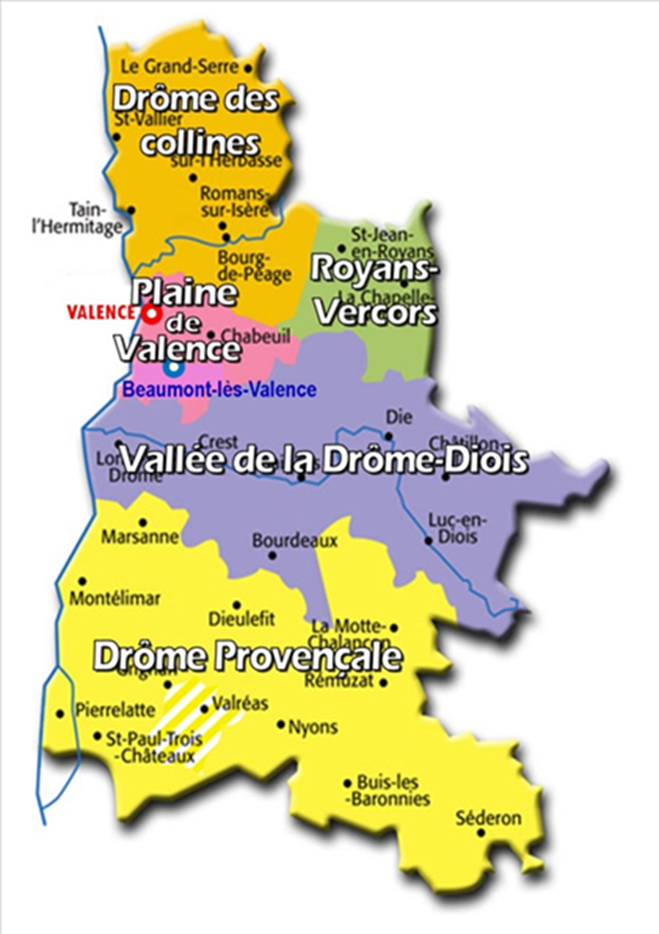 Le Grand-Serre
Drôme des
St-Vallier
collines
sur-l'Herbasse
Romans-
sur-Isère
Tain-
l'Hermitage
St-Jean-
en-Royans
Bourg-
de-Péage
Royans-
La Chapelle-
Vercors
Plaine
VALENCE
de
Chabeuil
Valence
Beaumont-lès-Valence
Die
Crest
Châtillon-
Vallée de la Drôme-Diois
Drôme
Luc-en-
Diois
Marsanne
Bourdeaux
Montélimar
Dieulefit
La Motte-
Chalancon
Drôme Provençale
Rémuzat
Valréas
Pierrelatte
Nyons
St-Paul-Trois
-Châteaux
Buis-les
-Baronnies
Séderon